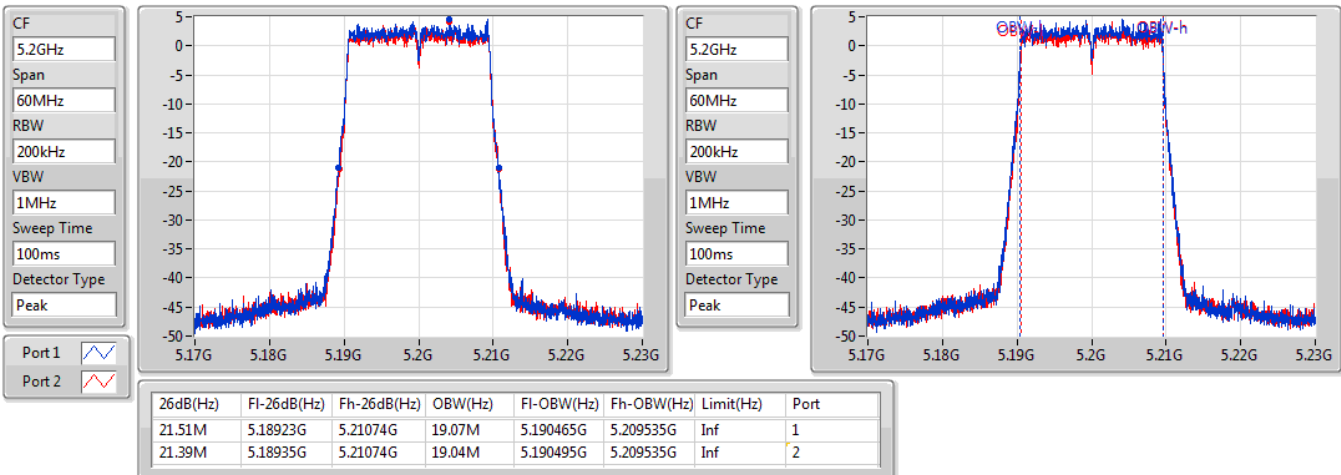 CF
5.2GHz
Span
60MHz
RBW
200kHz
VBW
1MHz
Sweep Time
100ms
Detector Type
Peak
Port 1
Port 2
5
0
-5
-10
-15
-20
-25
-30
-35
-40
-45
-50
5.17G 5.18G 5.19G 5.2G 5.21G 5.22G 5.23G
CF
5.2GHz
Span
60MHz
RBW
200kHz
VBW
1MHz
Sweep Time
100ms
Detector Type
Peak
5
0
-5
-10
-15
-20
-25
-30
-35
-40
-45
-50
OBW-l OBW-h
5.17G 5.18G 5.19G 5.2G 5.21G 5.22G 5.23G
26dB(Hz) Fl-26dB(Hz) Fh-26dB(Hz) OBW(Hz) Fl-OBW(Hz) Fh-OBW(Hz) Limit(Hz) Port
21.51M 5.18923G 5.21074G 19.07M 5.190465G 5.209535G Inf 1
21.39M 5.18935G 5.21074G 19.04M 5.190495G 5.209535G Inf 2